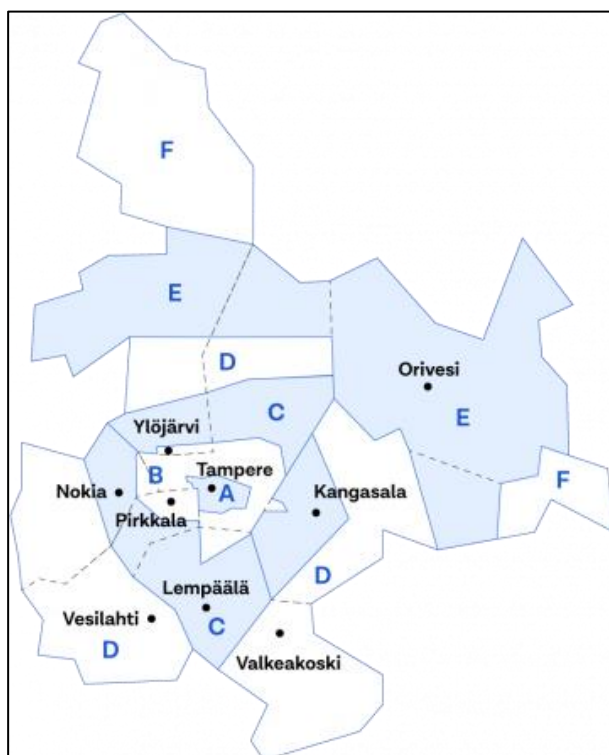 F
E
D
Orivesi
C
E
Ylöjärvi
B
Tampere
Nokia
A
Kangasala
F
Pirkkala
D
Lempäälä
Vesilahti
C
D
Valkeakoski